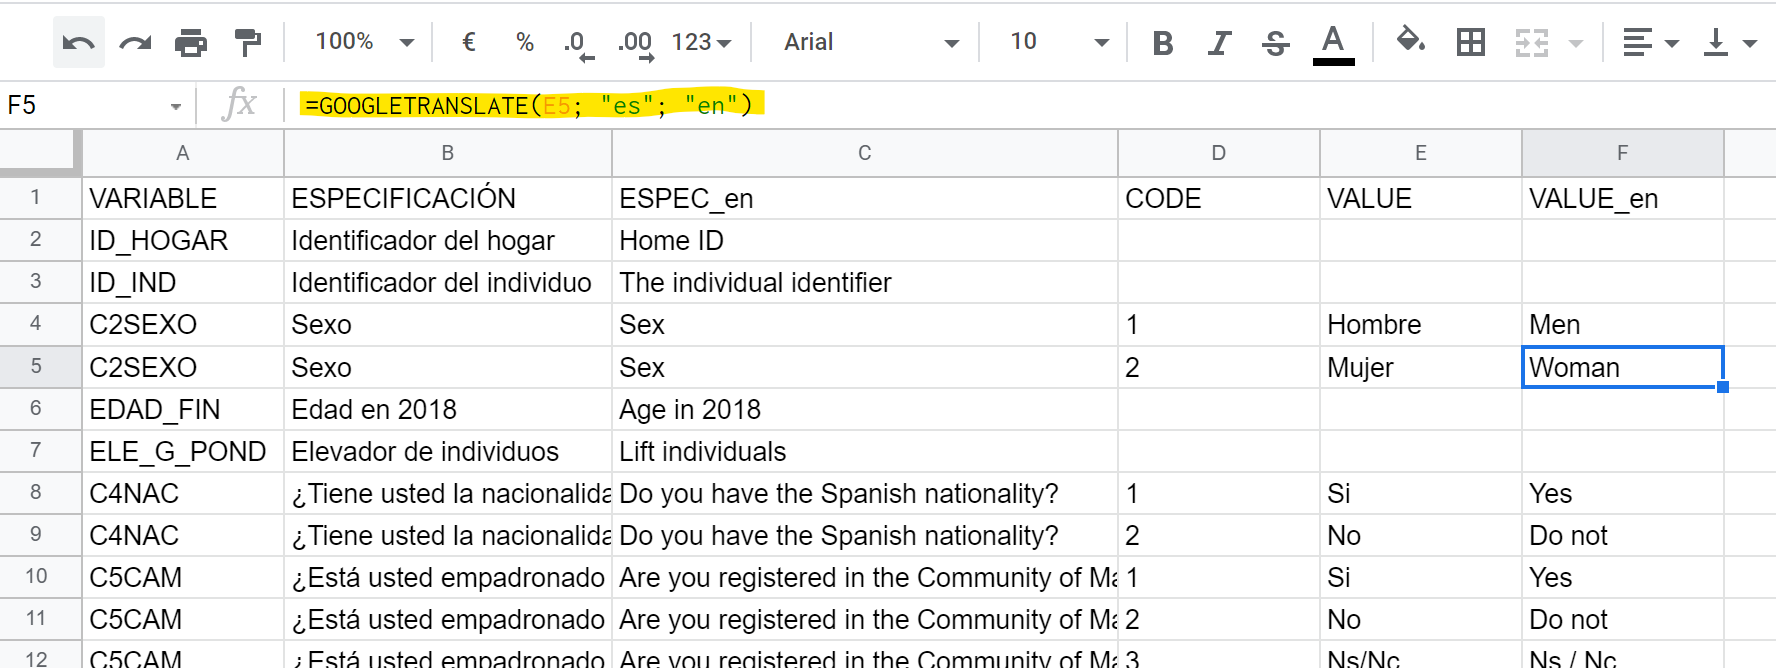 100% € % .0 .00 123 Arial 10 B I S A
F5 fx =GOOGLETRANSLATE(E5; "es"; "en")
A B C D E F
1 VARIABLE ESPECIFICACIÓN ESPEC_en CODE VALUE VALUE_en
2 ID_HOGAR Identificador del hogar Home ID
3 ID_IND Identificador del individuo The individual identifier
4 C2SEXO Sexo Sex 1 Hombre Men
5 C2SEXO Sexo Sex 2 Mujer Woman
6 EDAD_FIN Edad en 2018 Age in 2018
7 ELE_G_POND Elevador de individuos Lift individuals
8 C4NAC ¿Tiene usted la nacionalida Do you have the Spanish nationality? 1 Si Yes
9 C4NAC ¿Tiene usted la nacionalida Do you have the Spanish nationality? 2 No Do not
10 C5CAM ¿Está usted empadronado Are you registered in the Community of Ma 1 Si Yes
11 C5CAM ¿Está usted empadronado Are you registered in the Community of Ma 2 No Do not
12 C5CAM ¿Está usted empadronado Are you registered in the Community of Ma 3 Ns/Nc Ns / Nc